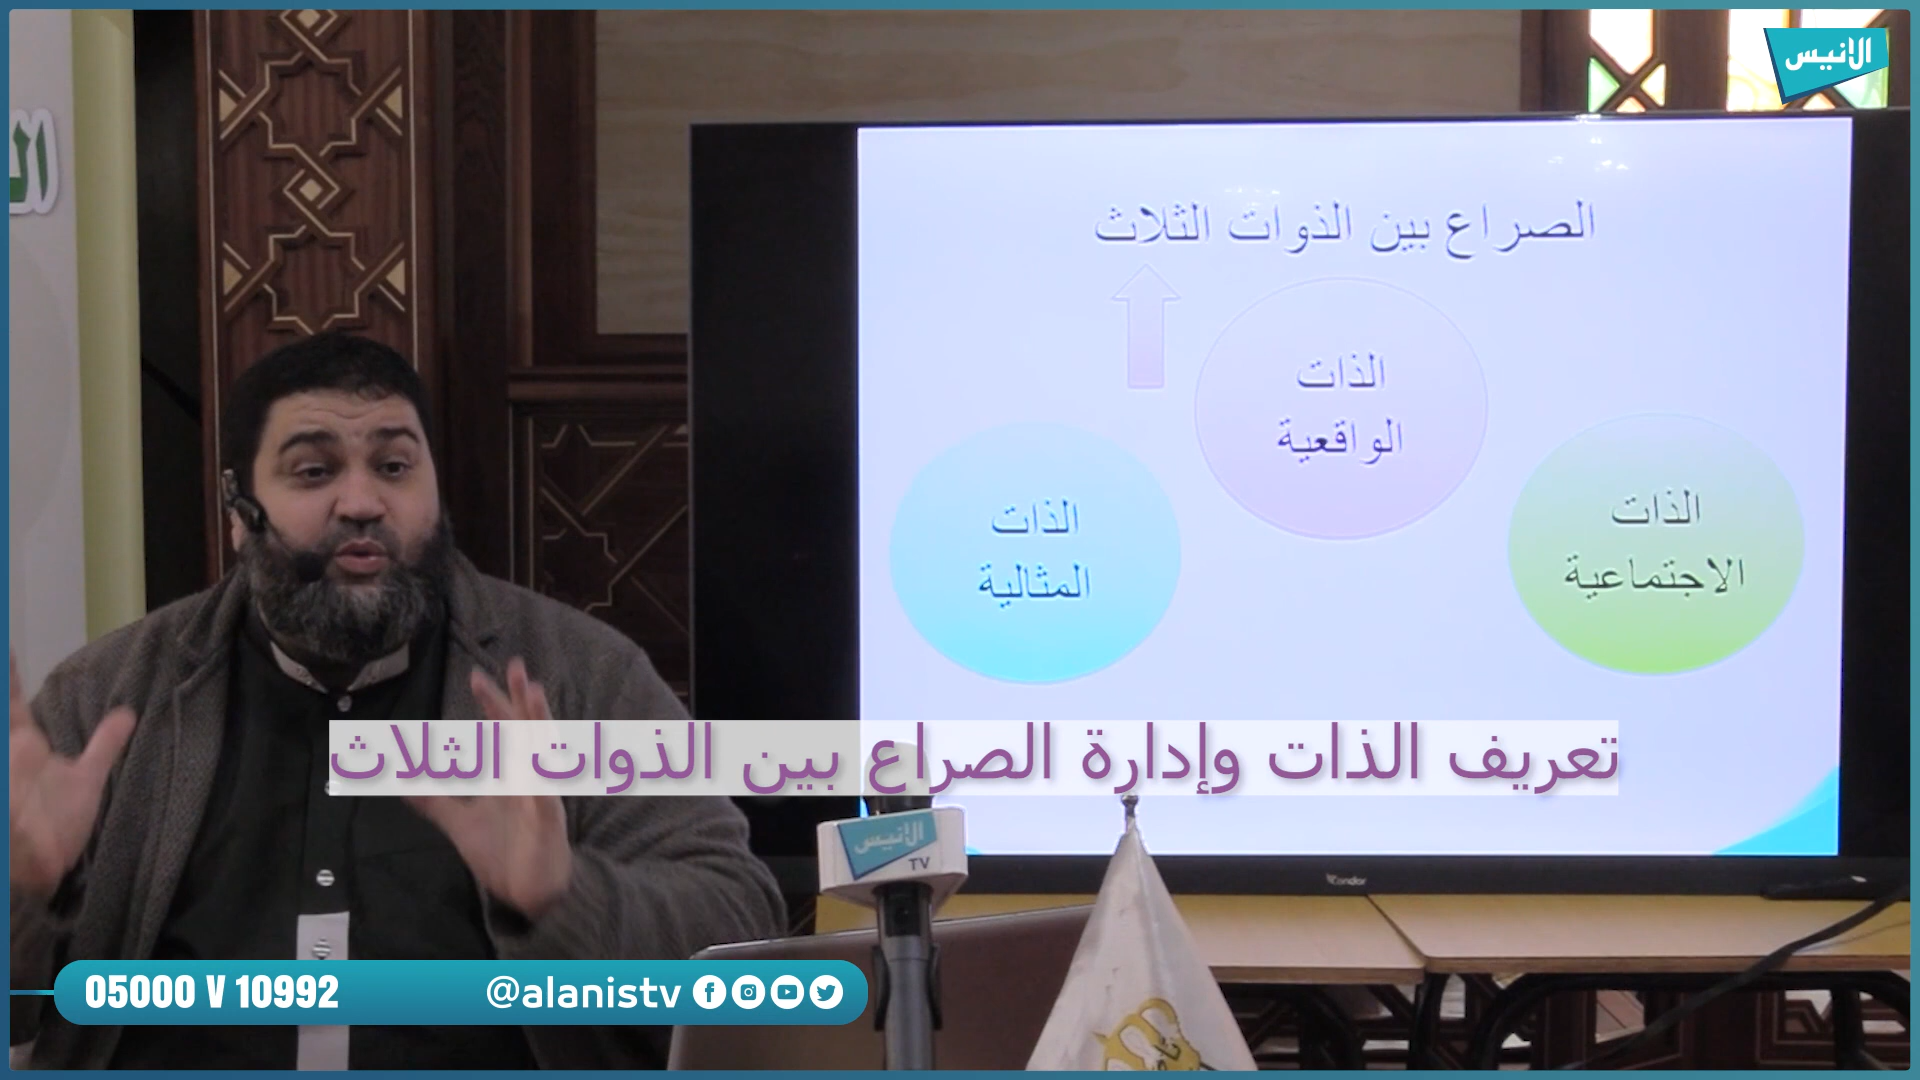 الانيس
الصراع بين الذوات الثلاث
الذات
الواقعية
الذات
الاجتماعية
الذات
المثالية
تعريف الذات وإدارة الصراع بين الذوات الثلاث
الانيس
TV
Condor
05000 V 10992
@alanistv